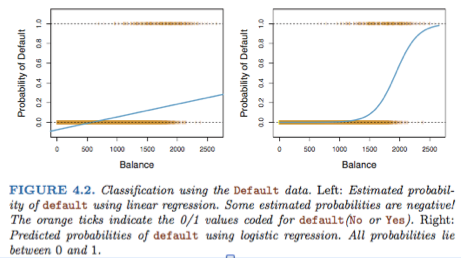 Probability of Default
0.0 0.2 0.4 0.6 0.8 1.0
0 500 1000 1500 2000 2500
Balance
Probability of Default
0.0 0.2 0.4 0.6 0.8 1.0
0 500 1000 1500 2000 2500
Balance
FIGURE 4.2. Classification using the Default data. Left: Estimated probabil-
ity of default using linear regression. Some estimated probabilities are negative!
The orange ticks indicate the 0/1 values coded for default(No or Yes). Right:
Predicted probabilities of default using logistic regression. All probabilities lie
between 0 and 1.